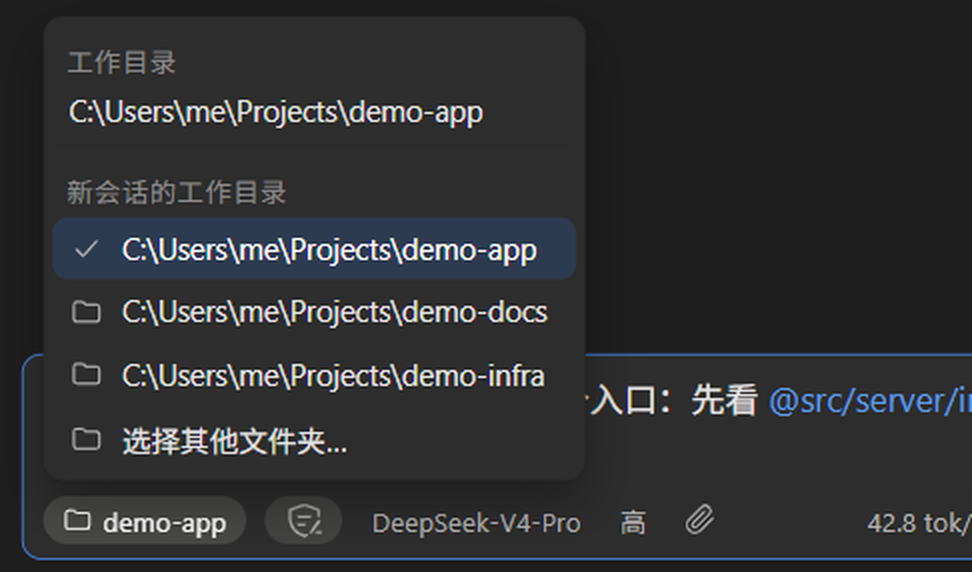 工作目录
C:\Users\me\Projects\demo-app
新会话的工作目录
C:\Users\me\Projects\demo-app
C:\Users\me\Projects\demo-docs
C:\Users\me\Projects\demo-infra
选择其他文件夹...
入口：先看 @src/server/i
demo-app DeepSeek-V4-Pro 高 42.8 tok/